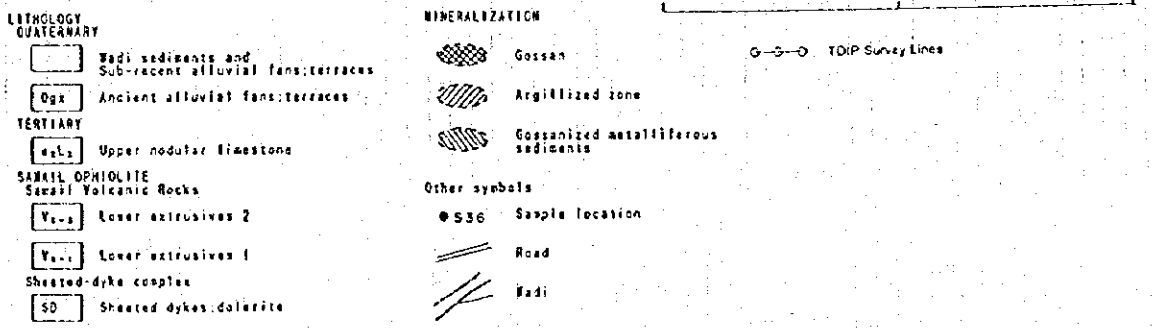 LITHOLOGY
QUATERNARY
Wadi sediments and
Sub-recent alluvial fans;terraces
Qgx Ancient alluvial fans;terraces
TERTIARY
Upper nodular limestone
SAMAIL OPHIOLITE
Samail Volcanic Rocks
Lower extrusives 2
Lower extrusives 1
Sheeted-dyke complex
SD Sheeted dykes;dolerite
MINERALIZATION
Gossan
Argillized zone
Gossanized metalliferous
sediments
Other symbols
S36 Sample location
Road
Wadi
TDIP Survey Lines